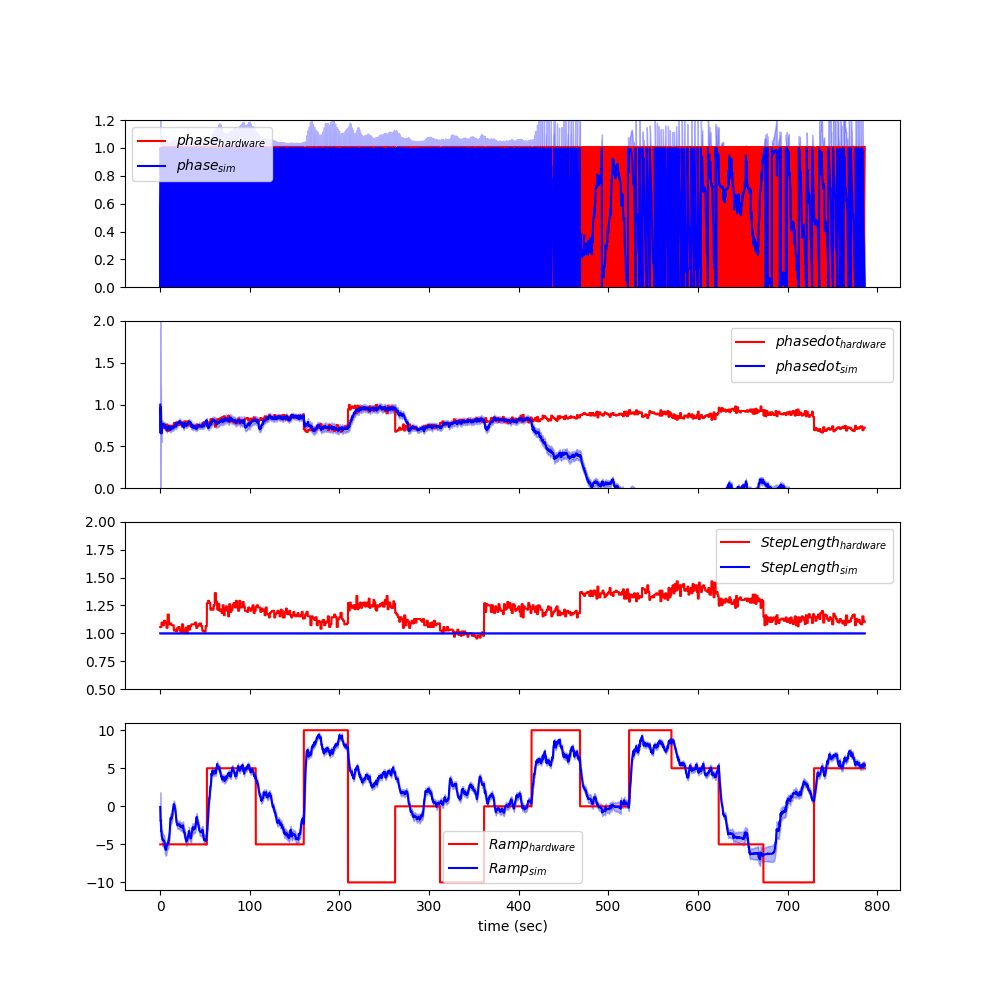 1.2
1.0
0.8
0.6
0.4
0.2
0.0
phase_hardware
phase_sim
2.0
1.5
1.0
0.5
0.0
phasedot_hardware
phasedot_sim
2.00
1.75
1.50
1.25
1.00
0.75
0.50
StepLength_hardware
StepLength_sim
10
5
0
−5
−10
Ramp_hardware
Ramp_sim
0 100 200 300 400 500 600 700 800
time (sec)